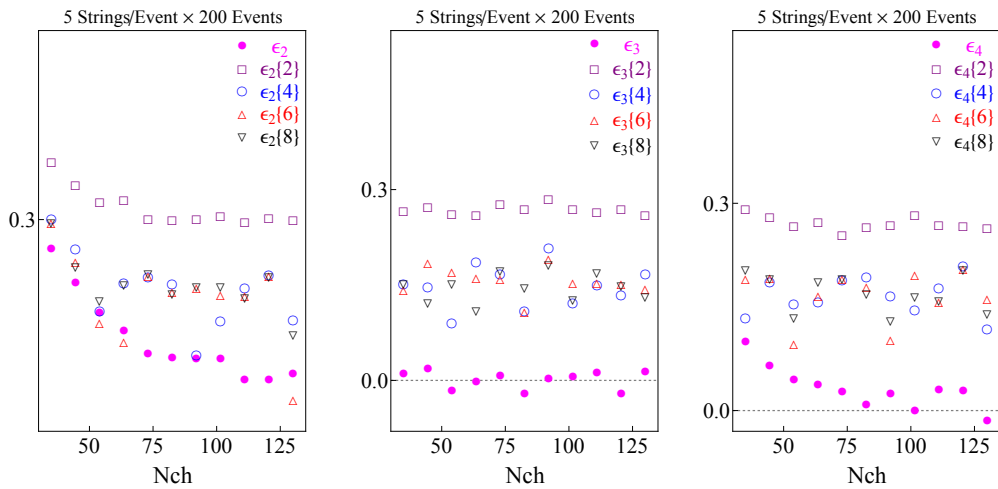 5 Strings/Event × 200 Events
ϵ2
ϵ2{2}
ϵ2{4}
ϵ2{6}
ϵ2{8}
0.3
50 75 100 125
Nch
5 Strings/Event × 200 Events
ϵ3
ϵ3{2}
ϵ3{4}
ϵ3{6}
ϵ3{8}
0.3
0.0
50 75 100 125
Nch
5 Strings/Event × 200 Events
ϵ4
ϵ4{2}
ϵ4{4}
ϵ4{6}
ϵ4{8}
0.3
0.0
50 75 100 125
Nch